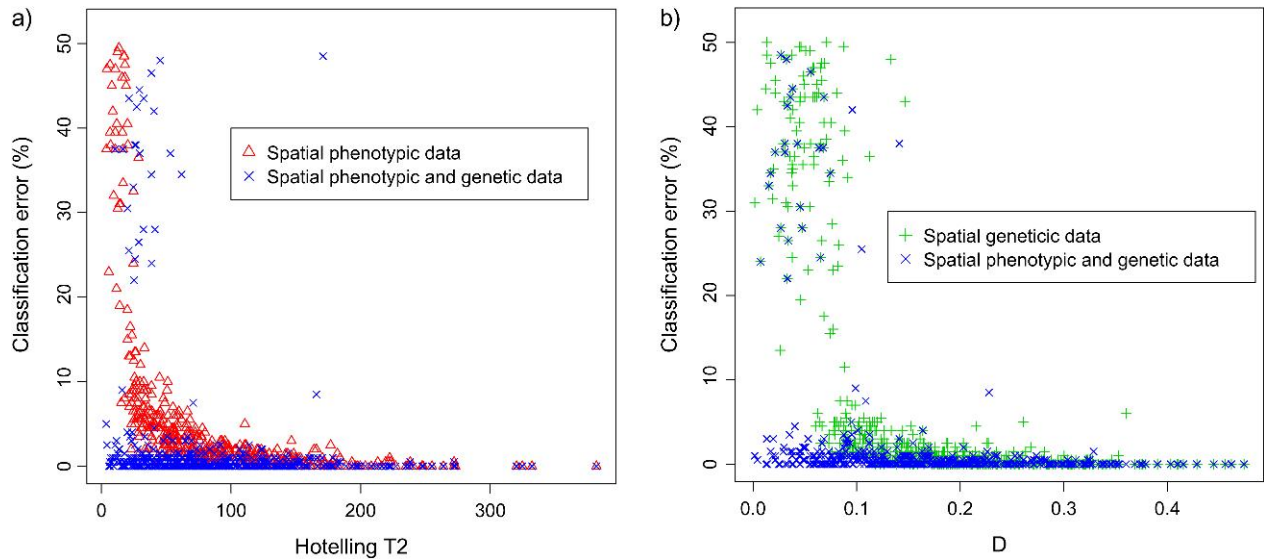 a)
Classification error (%)
50
40
30
20
10
0
Spatial phenotypic data
Spatial phenotypic and genetic data
0 100 200 300
Hotelling T2
b)
Classification error (%)
50
40
30
20
10
0
Spatial geneticic data
Spatial phenotypic and genetic data
0.0 0.1 0.2 0.3 0.4
D